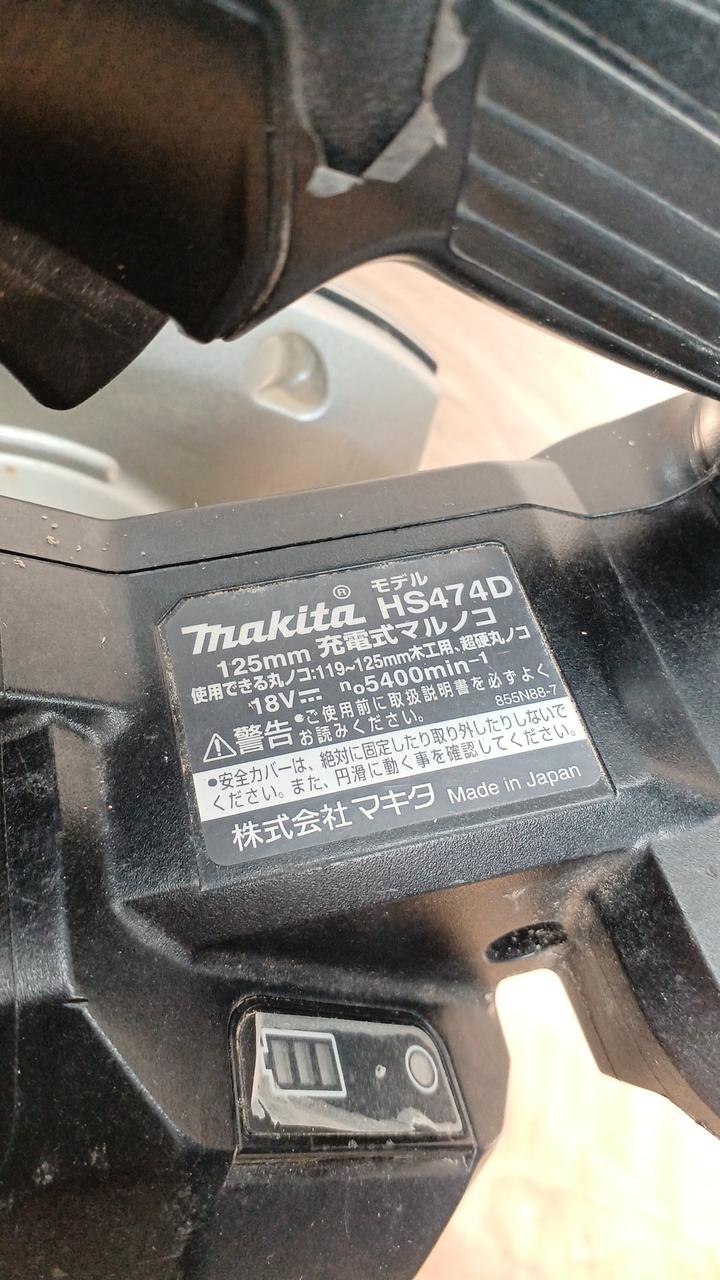 makita® モデル HS474D
125mm 充電式マルノコ
使用できる丸ノコ:119~125mm木工用、超硬丸ノコ
18V⎓ n₀5400min⁻¹
⚠警告 •ご使用前に取扱説明書を必ずよく
お読みください。 855N88-7
•安全カバーは、絶対に固定したり取り外したりしないで
ください。また、円滑に動く事を確認してください。
株式会社マキタ Made in Japan